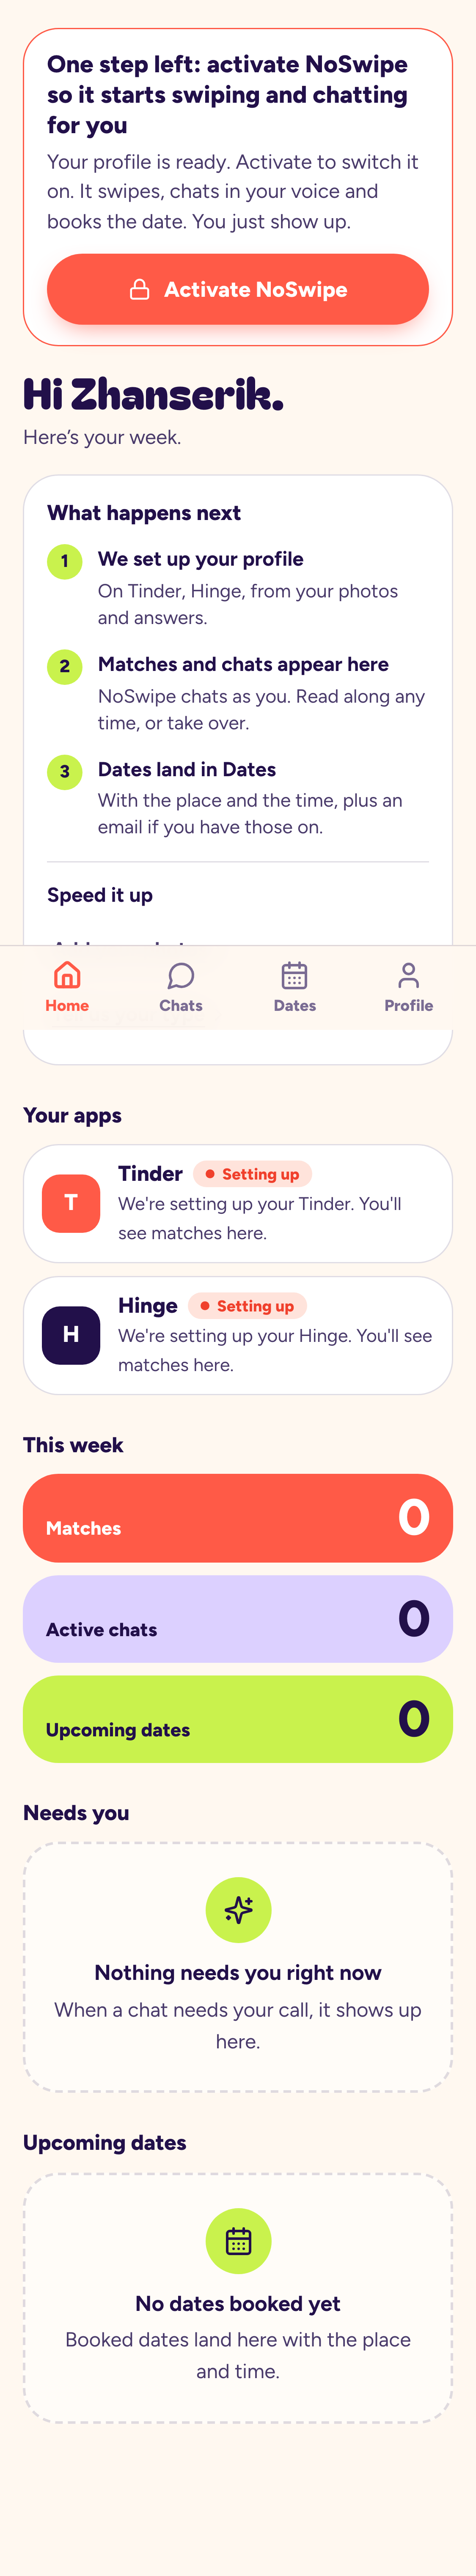 One step left: activate NoSwipe
so it starts swiping and chatting
for you
Your profile is ready. Activate to switch it
on. It swipes, chats in your voice and
books the date. You just show up.
Activate NoSwipe
Hi Zhanserik.
Here’s your week.
What happens next
1 We set up your profile
On Tinder, Hinge, from your photos
and answers.
2 Matches and chats appear here
NoSwipe chats as you. Read along any
time, or take over.
3 Dates land in Dates
With the place and the time, plus an
email if you have those on.
Speed it up
Home Chats Dates Profile
Your apps
T Tinder Setting up
We're setting up your Tinder. You'll
see matches here.
H Hinge Setting up
We're setting up your Hinge. You'll see
matches here.
This week
Matches 0
Active chats 0
Upcoming dates 0
Needs you
Nothing needs you right now
When a chat needs your call, it shows up
here.
Upcoming dates
No dates booked yet
Booked dates land here with the place
and time.